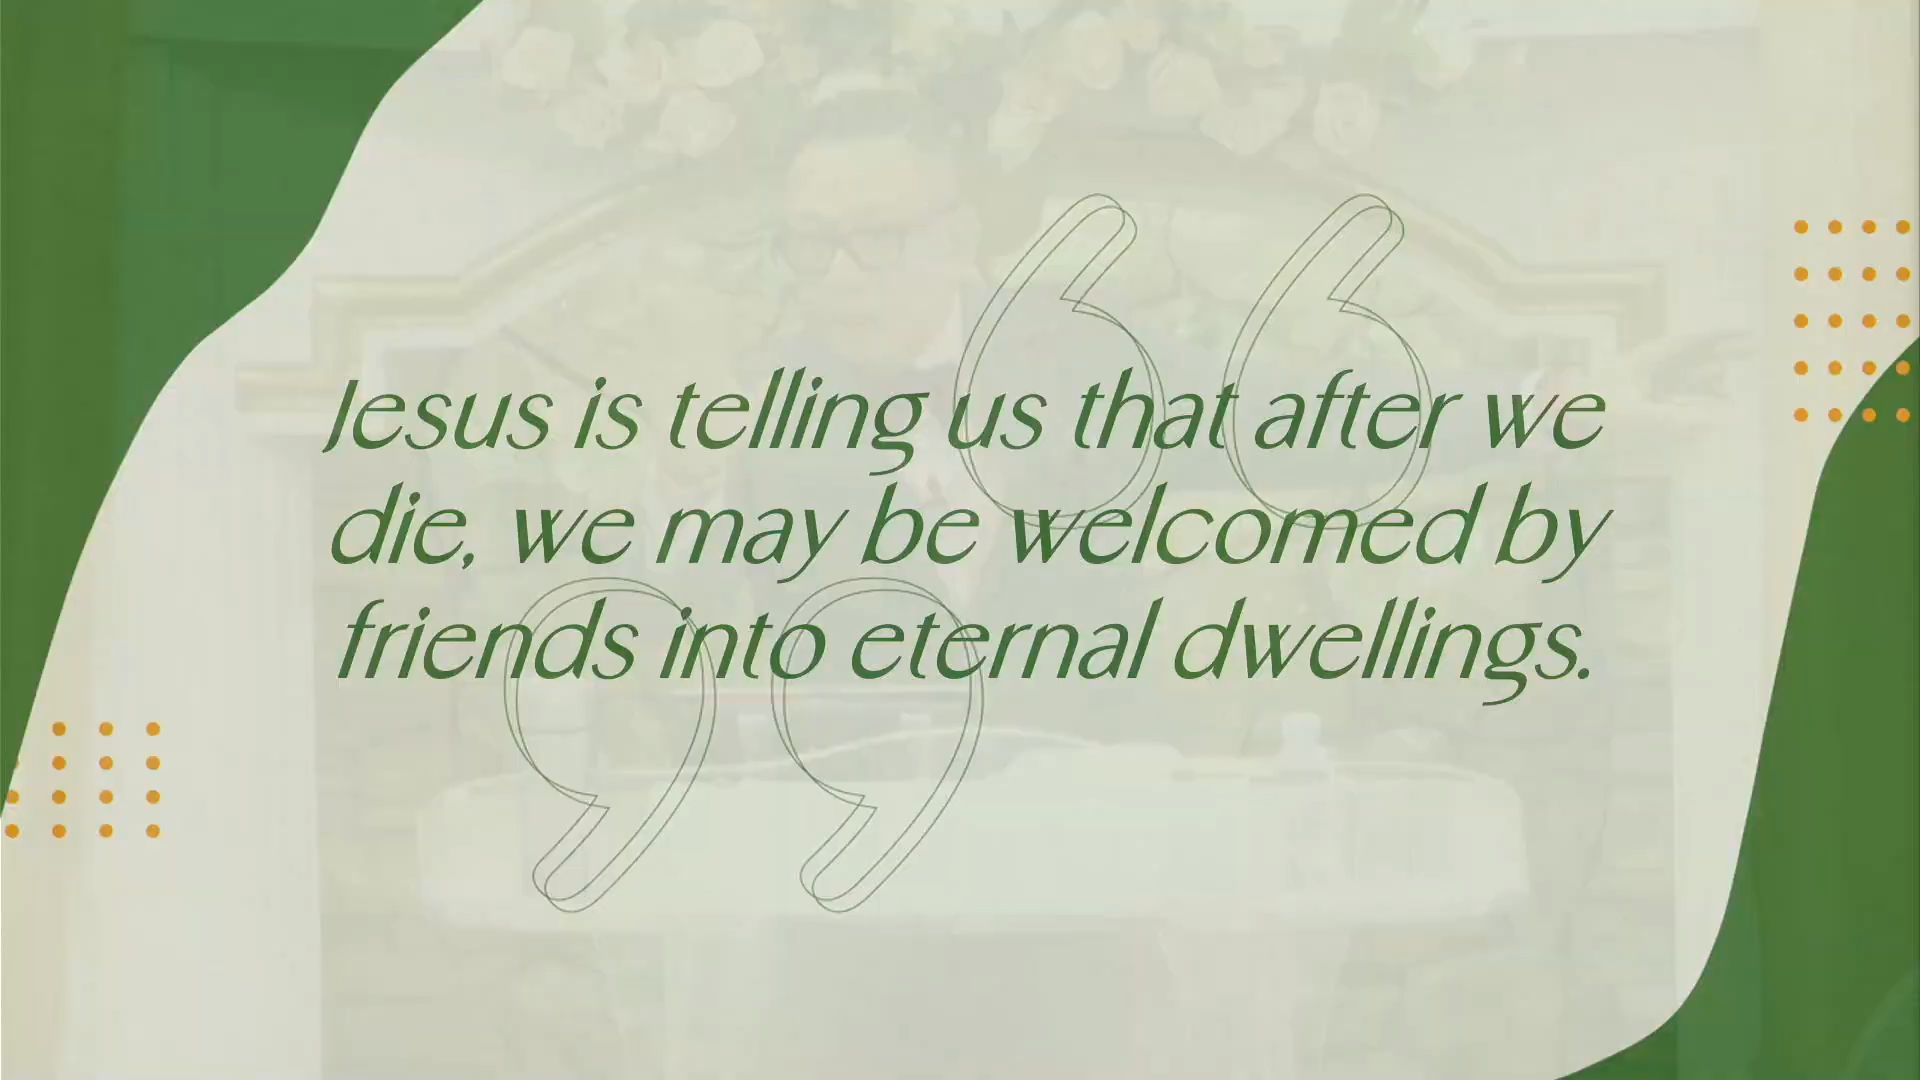 Jesus is telling us that after we
die, we may be welcomed by
friends into eternal dwellings.